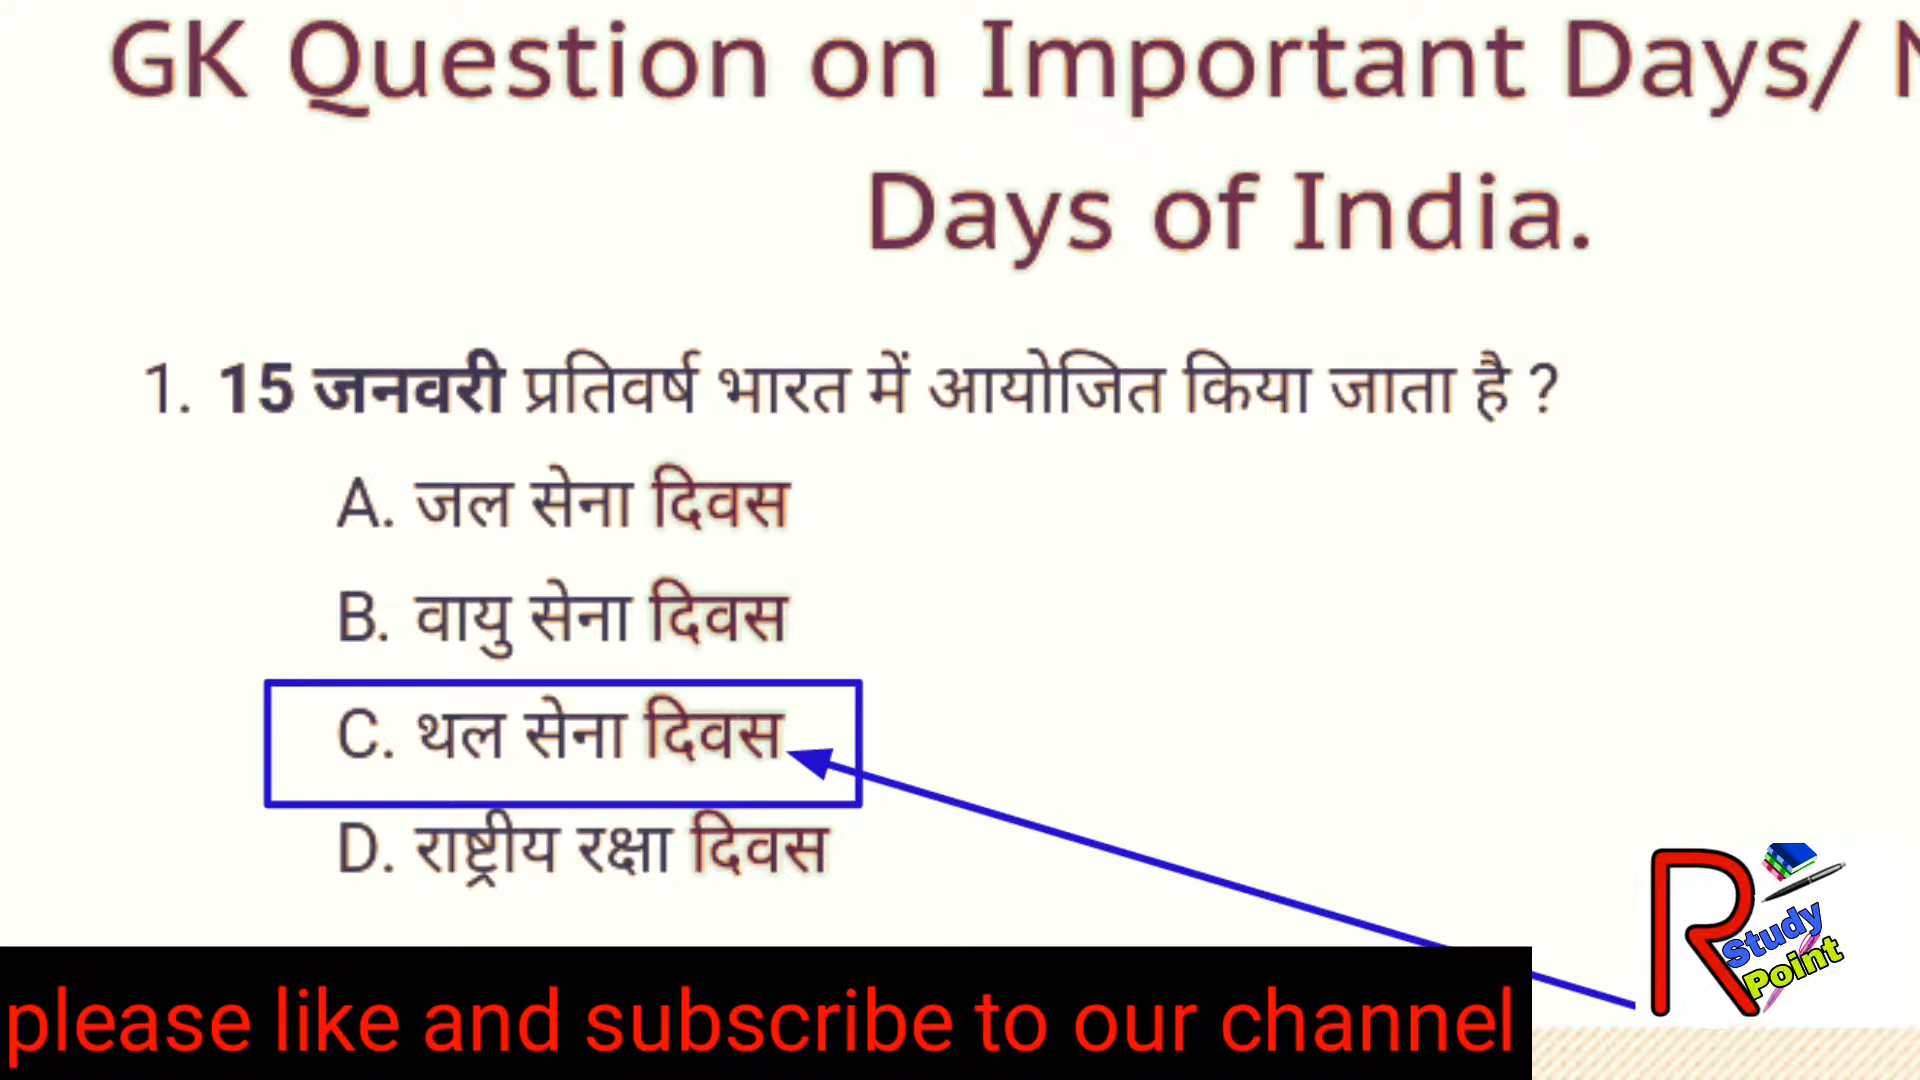 GK Question on Important Days/
Days of India.
1. 15 जनवरी प्रतिवर्ष भारत में आयोजित किया जाता है ?
A. जल सेना दिवस
B. वायु सेना दिवस
C. थल सेना दिवस
D. राष्ट्रीय रक्षा दिवस
R Study
Point
please like and subscribe to our channel